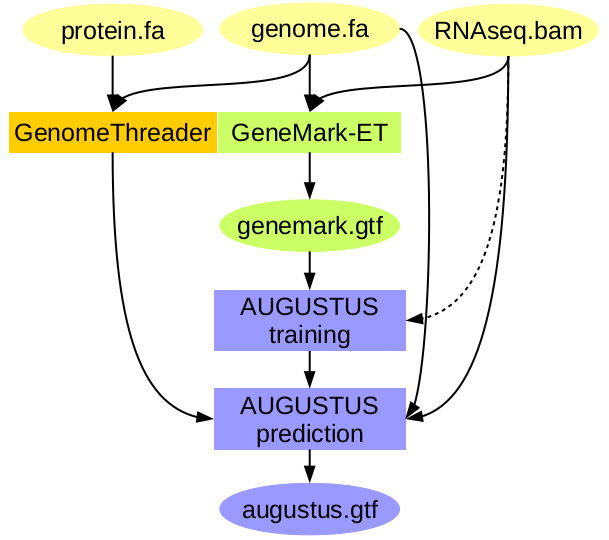 protein.fa
genome.fa
RNAseq.bam
GenomeThreader
GeneMark-ET
genemark.gtf
AUGUSTUS
training
AUGUSTUS
prediction
augustus.gtf